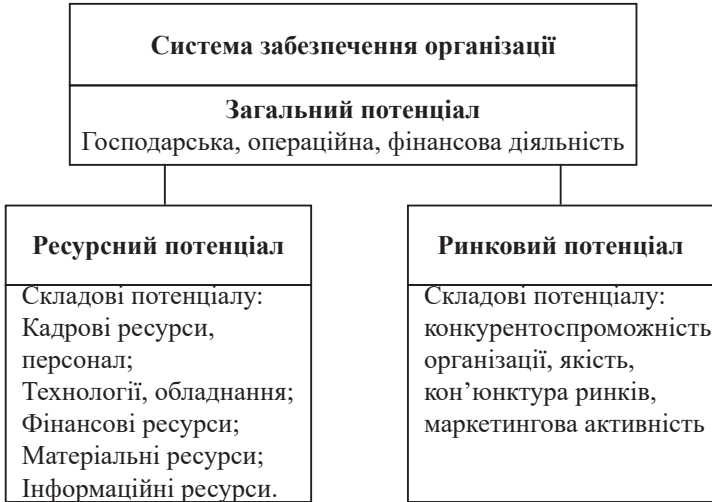 Система забезпечення організації
Загальний потенціал
Господарська, операційна, фінансова діяльність
Ресурсний потенціал
Складові потенціалу:
Кадрові ресурси,
персонал;
Технології, обладнання;
Фінансові ресурси;
Матеріальні ресурси;
Інформаційні ресурси.
Ринковий потенціал
Складові потенціалу:
конкурентоспроможність
організації, якість,
кон’юнктура ринків,
маркетингова активність